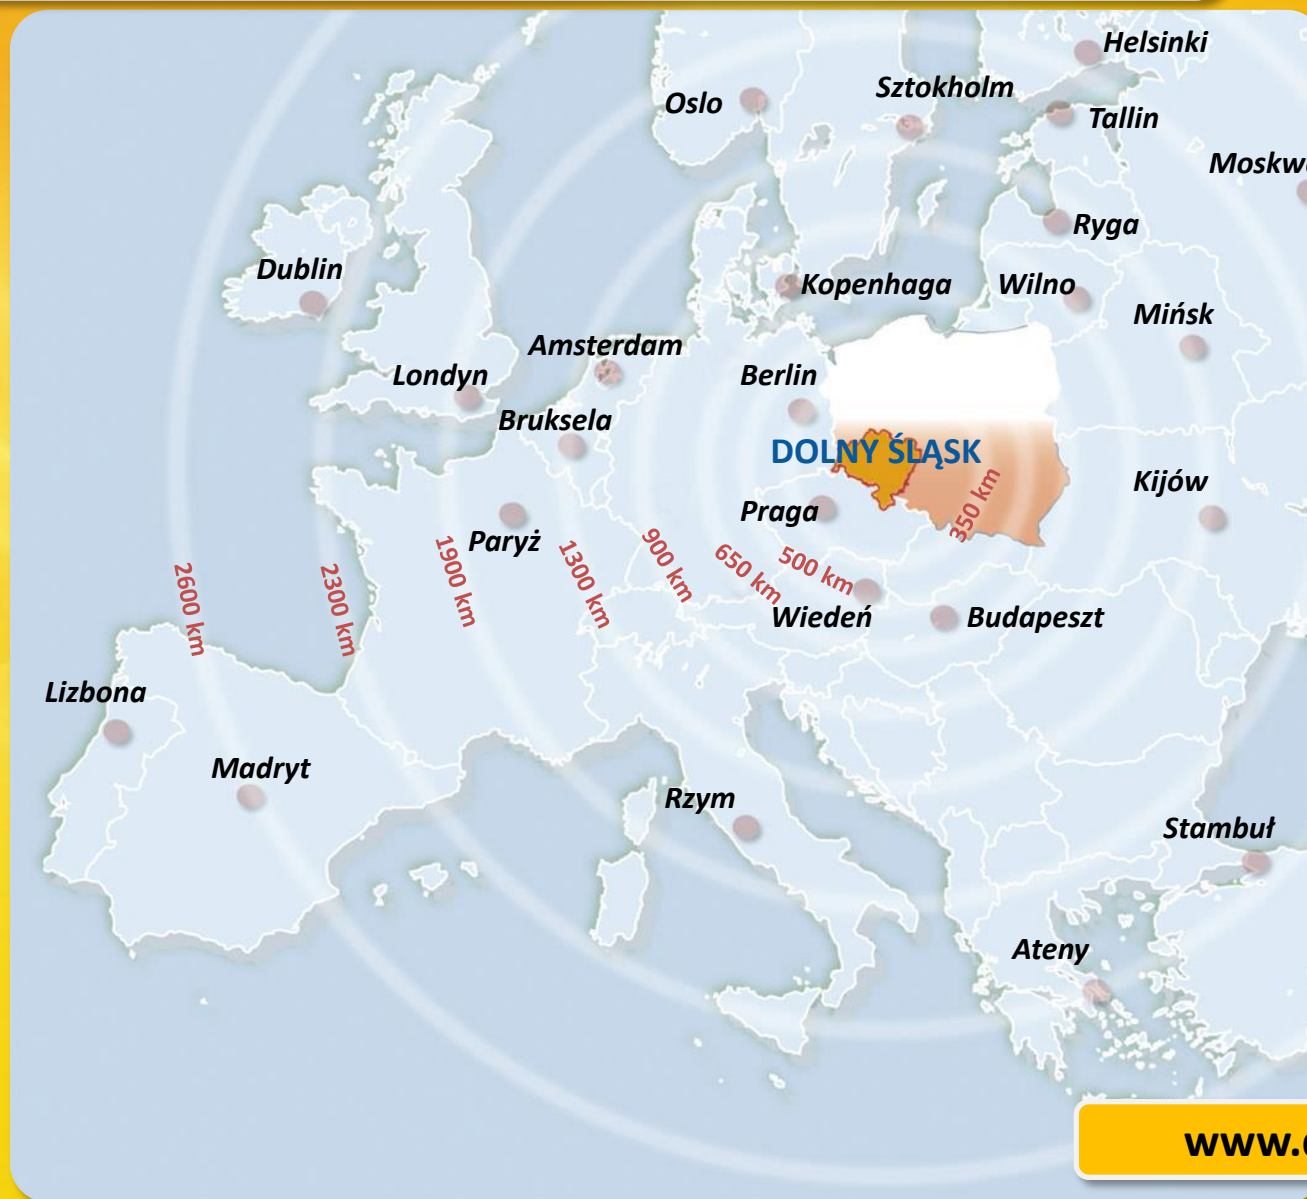 Helsinki
Sztokholm
Oslo
Tallin
Moskw
Ryga
Dublin
Kopenhaga
Wilno
Mińsk
Amsterdam
Londyn
Berlin
Bruksela
DOLNY ŚLĄSK
Kijów
350 km
Praga
Paryż
2600 km
2300 km
1900 km
1300 km
900 km
650 km
500 km
Wiedeń
Budapeszt
Lizbona
Madryt
Rzym
Stambuł
Ateny
www.